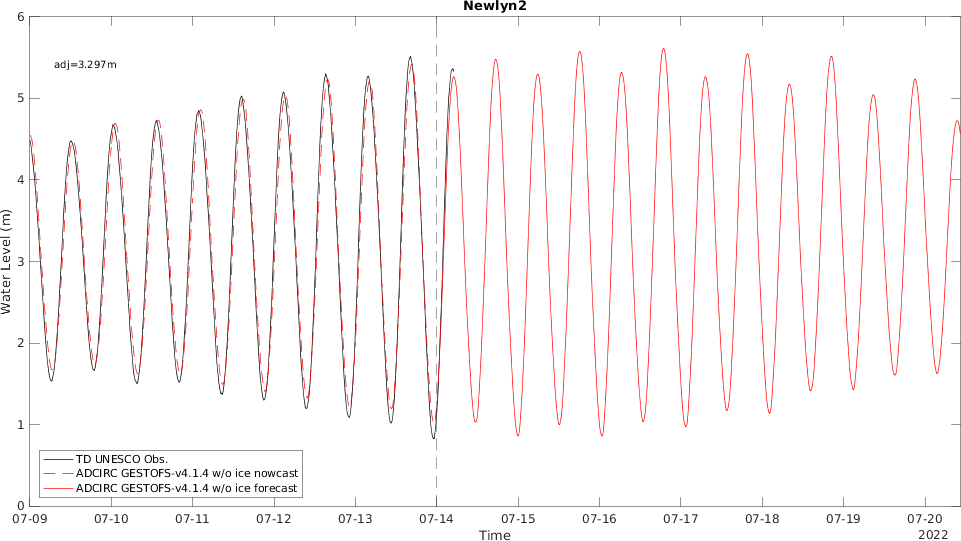 Newlyn2
6
adj=3.297m
5
4
3
2
1
0
Water Level (m)
TD UNESCO Obs.
ADCIRC GESTOFS-v4.1.4 w/o ice nowcast
ADCIRC GESTOFS-v4.1.4 w/o ice forecast
07-09 07-10 07-11 07-12 07-13 07-14 07-15 07-16 07-17 07-18 07-19 07-20
Time
2022